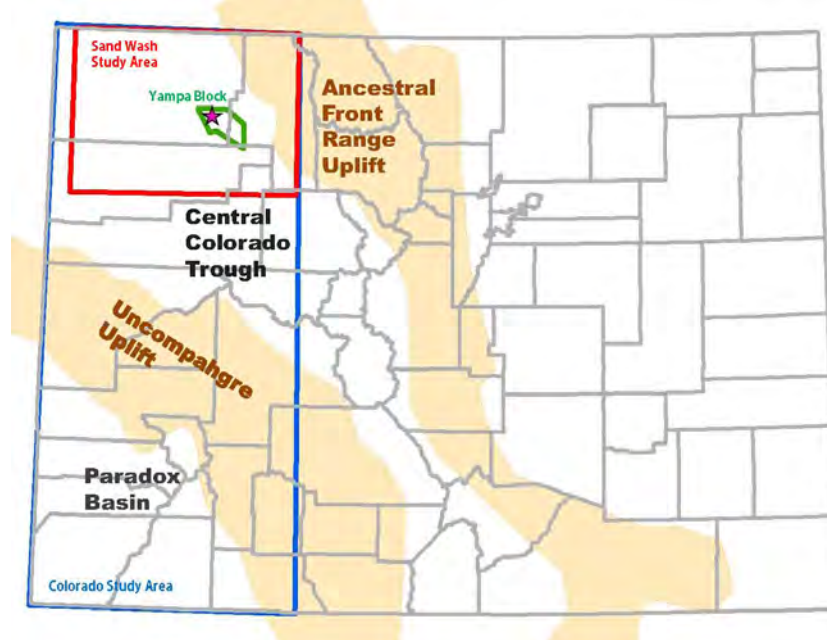 Sand Wash
Study Area
Yampa Block
Ancestral
Front
Range
Uplift
Central
Colorado
Trough
Uncompahgre
Uplift
Paradox
Basin
Colorado Study Area